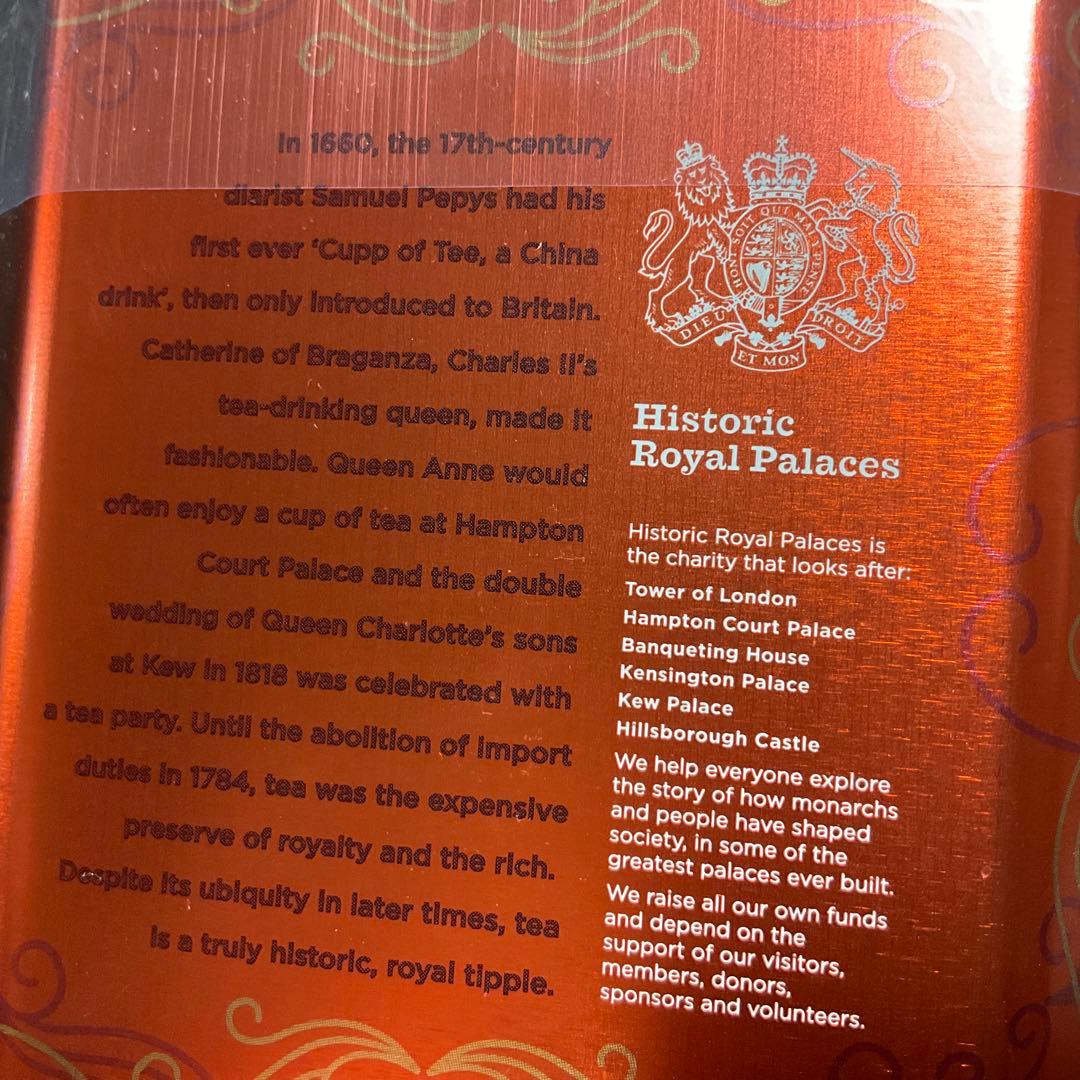 In 1660, the 17th-century
diarist Samuel Pepys had his
first ever ‘Cupp of Tee, a China
drink’, then only introduced to Britain.
Catherine of Braganza, Charles II’s
tea-drinking queen, made it
fashionable. Queen Anne would
often enjoy a cup of tea at Hampton
Court Palace and the double
wedding of Queen Charlotte’s sons
at Kew in 1818 was celebrated with
a tea party. Until the abolition of import
duties in 1784, tea was the expensive
preserve of royalty and the rich.
Despite its ubiquity in later times, tea
is a truly historic, royal tipple.
HONI SOIT QUI MAL Y PENSE
DIEU ET MON DROIT
Historic
Royal Palaces
Historic Royal Palaces is
the charity that looks after:
Tower of London
Hampton Court Palace
Banqueting House
Kensington Palace
Kew Palace
Hillsborough Castle
We help everyone explore
the story of how monarchs
and people have shaped
society, in some of the
greatest palaces ever built.
We raise all our own funds
and depend on the
support of our visitors,
members, donors,
sponsors and volunteers.